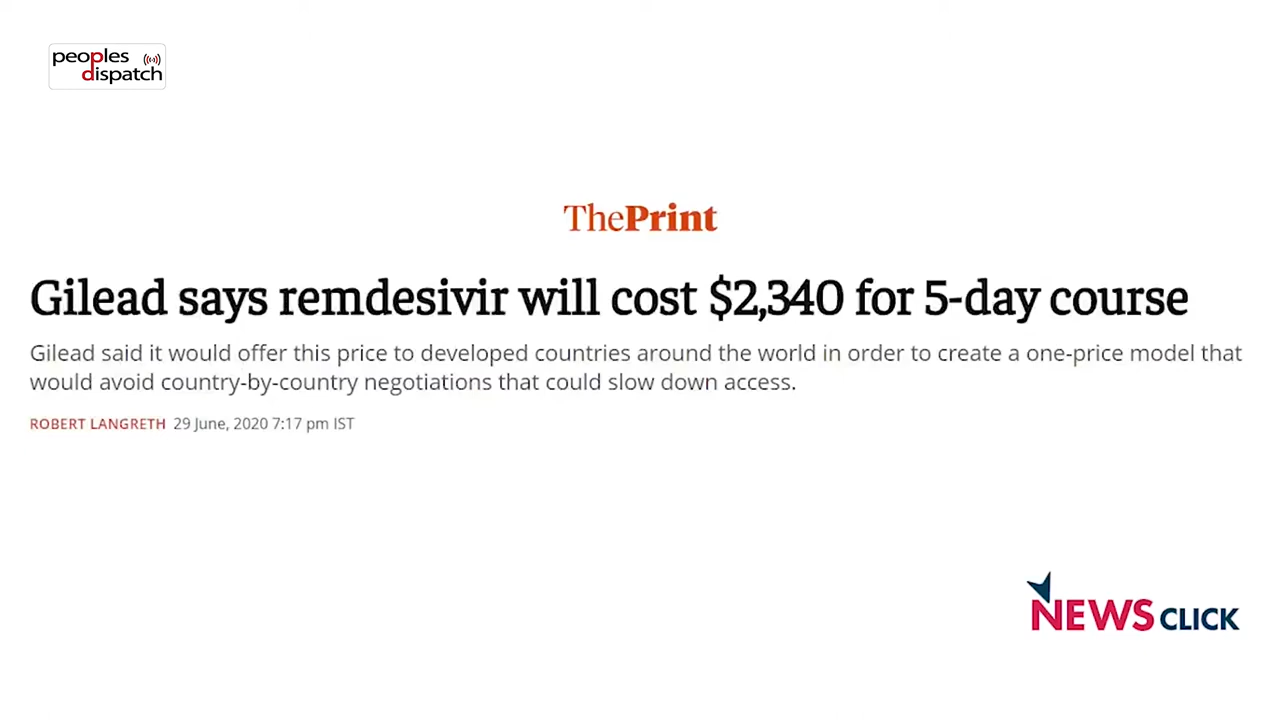 peoples
dispatch
ThePrint
Gilead says remdesivir will cost $2,340 for 5-day course
Gilead said it would offer this price to developed countries around the world in order to create a one-price model that
would avoid country-by-country negotiations that could slow down access.
ROBERT LANGRETH 29 June, 2020 7:17 pm IST
NEWSCLICK